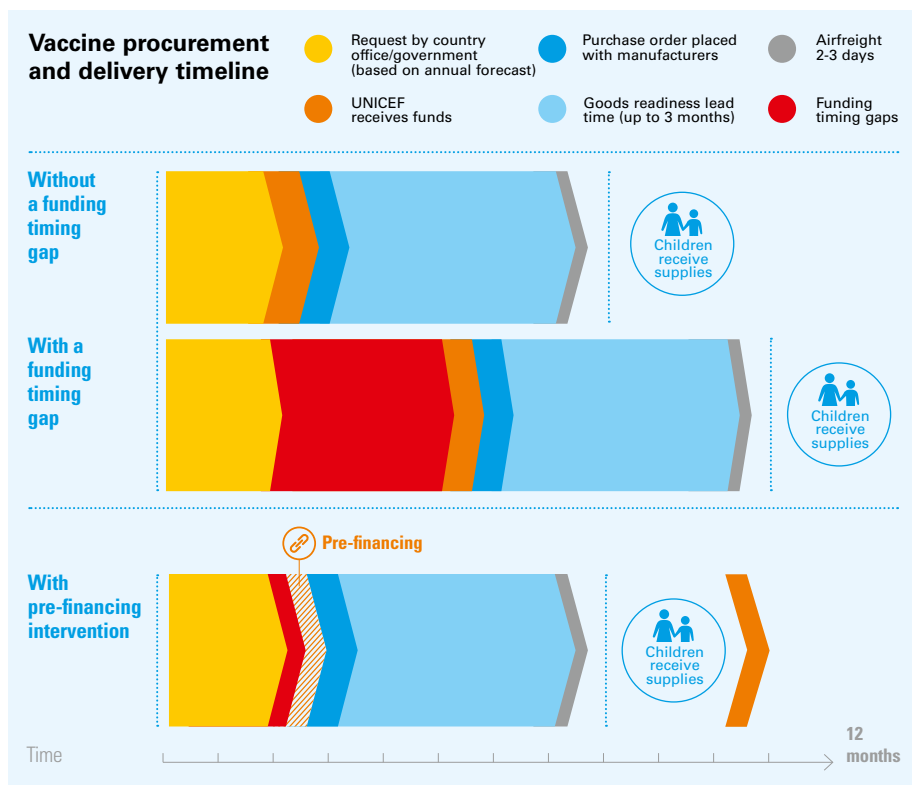 Vaccine procurement
and delivery timeline
Request by country
office/government
(based on annual forecast)
Purchase order placed
with manufacturers
Airfreight
2-3 days
UNICEF
receives funds
Goods readiness lead
time (up to 3 months)
Funding
timing gaps
Without
a funding
timing
gap
Children
receive
supplies
With a
funding
timing
gap
Children
receive
supplies
Pre-financing
With
pre-financing
intervention
Children
receive
supplies
Time
12
months